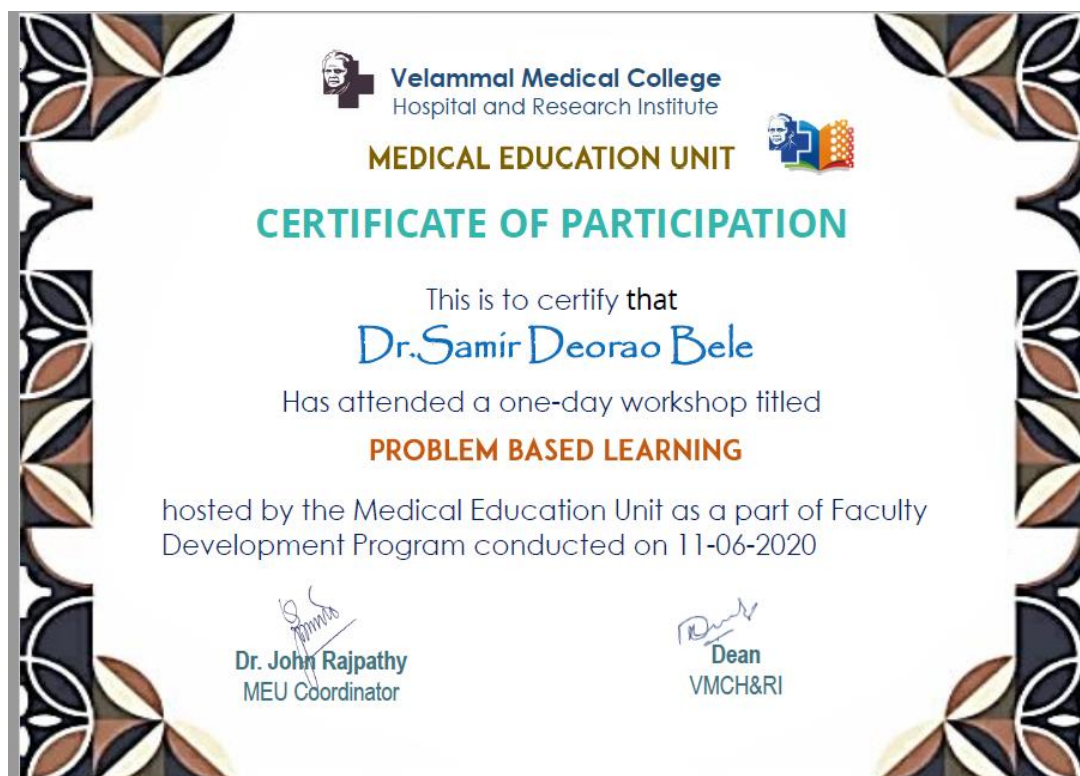 Velammal Medical College
Hospital and Research Institute
MEDICAL EDUCATION UNIT
CERTIFICATE OF PARTICIPATION
This is to certify that
Dr.Samir Deorao Bele
Has attended a one-day workshop titled
PROBLEM BASED LEARNING
hosted by the Medical Education Unit as a part of Faculty
Development Program conducted on 11-06-2020
Dr. John Rajpathy
MEU Coordinator
Dean
VMCH&RI